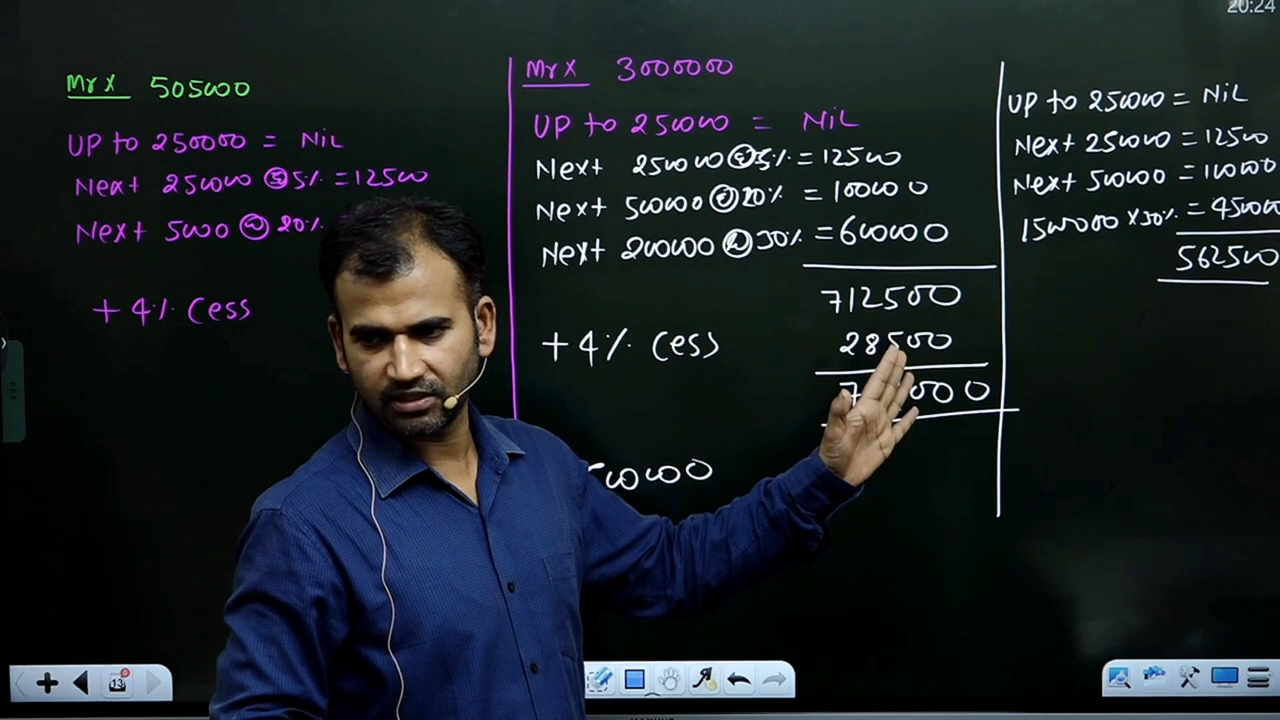 20:24
Mr X 505000
UP to 250000 = NiL
Next 250000 @ 5% = 12500
Next 5000 @ 20%
+ 4% Cess
Mr X 3000000
UP to 250000 = NiL
Next 250000 @ 5% = 12500
Next 500000 @ 20% = 100000
Next 2000000 @ 30% = 600000
712500
+ 4% Cess 28500
000
UP to 250000 = NiL
Next 250000 = 12500
Next 500000 = 100000
1500000 x 30% = 450000
562500
13